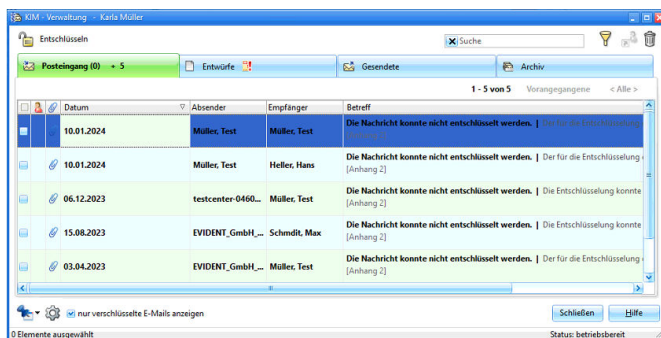 KIM - Verwaltung - Karla Müller
Entschlüsseln
Suche
Posteingang (0) + 5
Entwürfe
Gesendete
Archiv
1 - 5 von 5 Vorangegangene < Alle >
Datum Absender Empfänger Betreff
10.01.2024 Müller, Test Müller, Test Die Nachricht konnte nicht entschlüsselt werden. | Der für die Entschlüsselung
[Anhang 2]
10.01.2024 Müller, Test Heller, Hans Die Nachricht konnte nicht entschlüsselt werden. | Der für die Entschlüsselung
[Anhang 2]
06.12.2023 testcenter-0460... Müller, Test Die Nachricht konnte nicht entschlüsselt werden. | Die Entschlüsselung konnte
[Anhang 2]
15.08.2023 EVIDENT_GmbH_... Schmdit, Max Die Nachricht konnte nicht entschlüsselt werden. | Die Entschlüsselung konnte
[Anhang 2]
03.04.2023 EVIDENT_GmbH_... Müller, Test Die Nachricht konnte nicht entschlüsselt werden. | Der für die Entschlüsselung
[Anhang 2]
nur verschlüsselte E-Mails anzeigen
Schließen Hilfe
0 Elemente ausgewählt Status: betriebsbereit